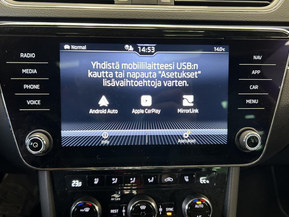 Normal 14:53 14.0°C
RADIO
MEDIA
PHONE
VOICE
NAV
APP
CAR
MENU
Yhdistä mobiililaitteesi USB:n
kautta tai napauta "Asetukset"
lisävaihtoehtoja varten.
Android Auto Apple CarPlay MirrorLink